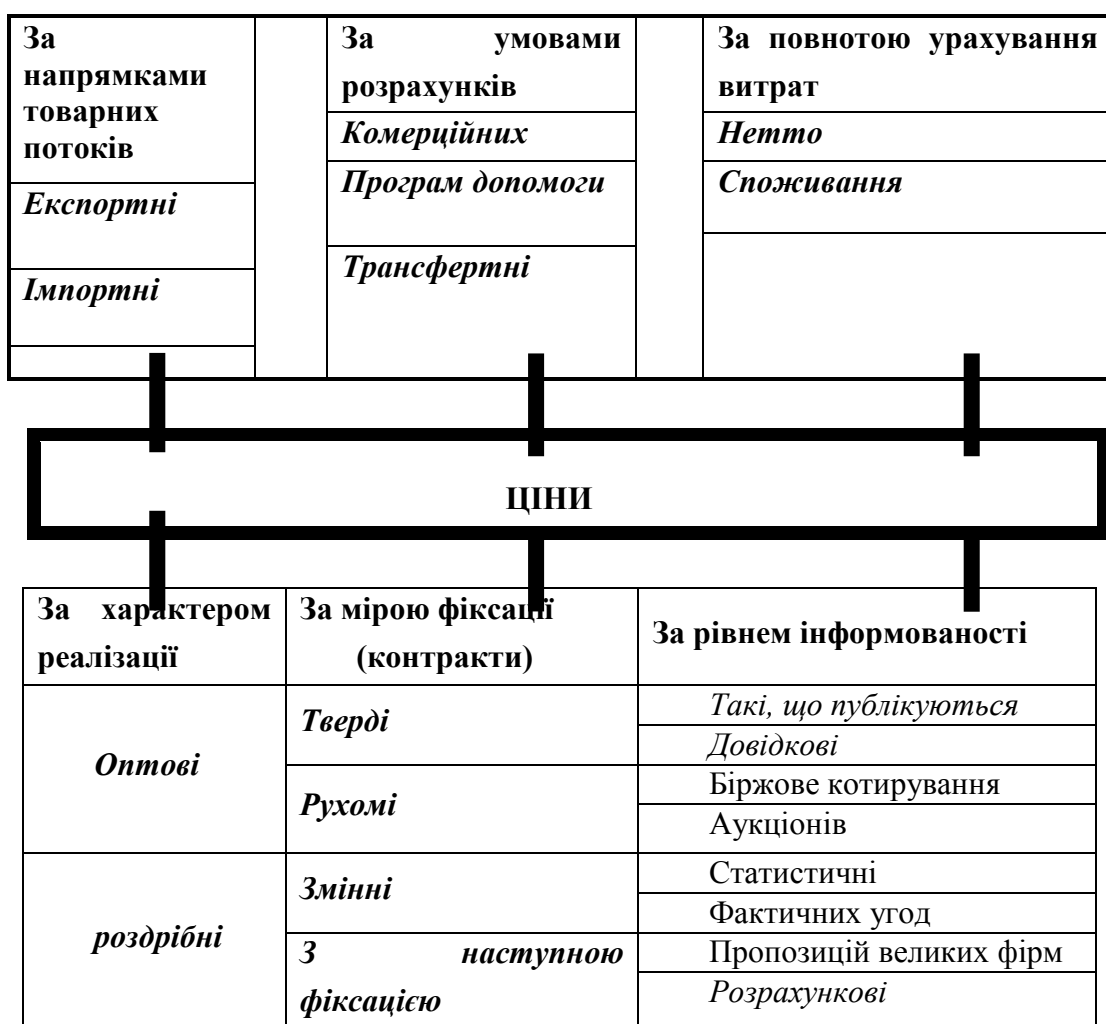 За
напрямками
товарних
потоків
Експортні
Імпортні
За умовами
розрахунків
Комерційних
Програм допомоги
Трансфертні
За повнотою урахування
витрат
Нетто
Споживання
ЦІНИ
За характером
реалізації
Оптові
роздрібні
За мірою фіксації
(контракти)
Тверді
Рухомі
Змінні
З наступною
фіксацією
За рівнем інформованості
Такі, що публікуються
Довідкові
Біржове котирування
Аукціонів
Статистичні
Фактичних угод
Пропозицій великих фірм
Розрахункові